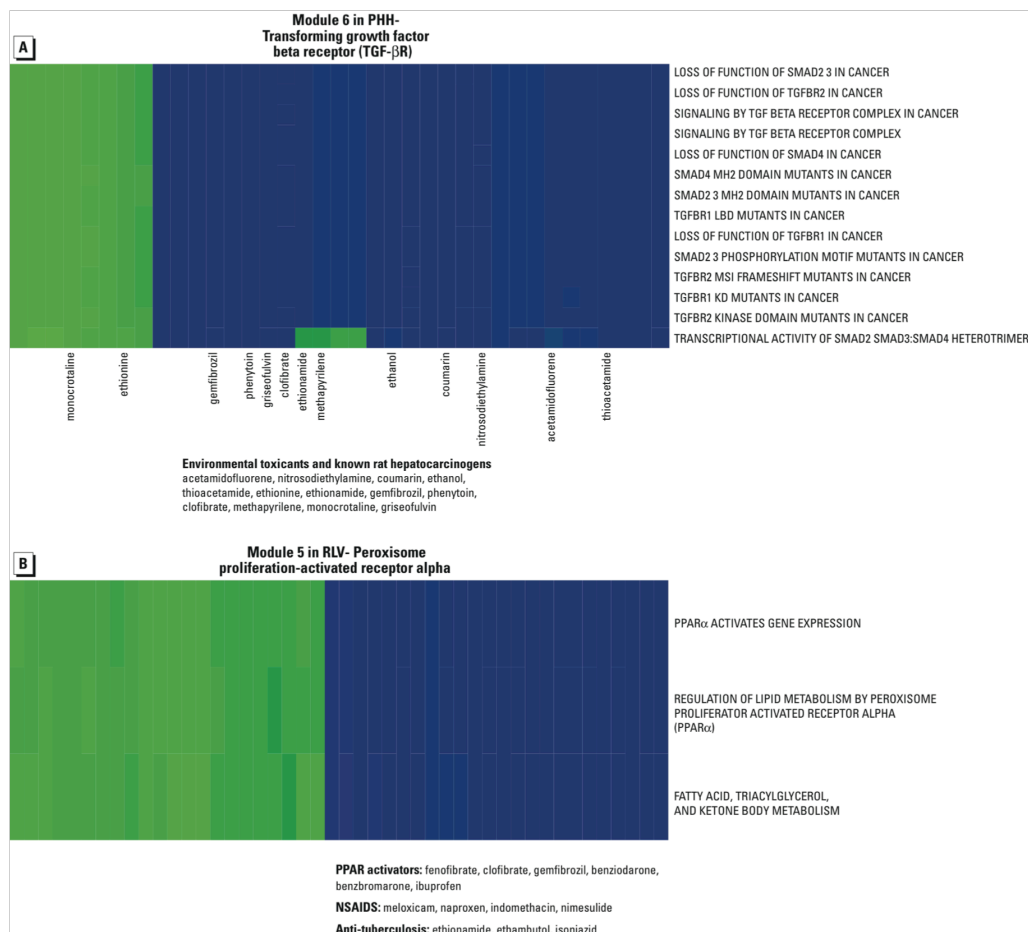 A
Module 6 in PHH-
Transforming growth factor
beta receptor (TGF-βR)
LOSS OF FUNCTION OF SMAD2 3 IN CANCER
LOSS OF FUNCTION OF TGFBR2 IN CANCER
SIGNALING BY TGF BETA RECEPTOR COMPLEX IN CANCER
SIGNALING BY TGF BETA RECEPTOR COMPLEX
LOSS OF FUNCTION OF SMAD4 IN CANCER
SMAD4 MH2 DOMAIN MUTANTS IN CANCER
SMAD2 3 MH2 DOMAIN MUTANTS IN CANCER
TGFBR1 LBD MUTANTS IN CANCER
LOSS OF FUNCTION OF TGFBR1 IN CANCER
SMAD2 3 PHOSPHORYLATION MOTIF MUTANTS IN CANCER
TGFBR2 MSI FRAMESHIFT MUTANTS IN CANCER
TGFBR1 KD MUTANTS IN CANCER
TGFBR2 KINASE DOMAIN MUTANTS IN CANCER
TRANSCRIPTIONAL ACTIVITY OF SMAD2 SMAD3:SMAD4 HETEROTRIMER
monocrotaline
ethionine
gemfibrozil
phenytoin
griseofulvin
clofibrate
ethionamide
methapyrilene
ethanol
coumarin
nitrosodiethylamine
acetamidofluorene
thioacetamide
Environmental toxicants and known rat hepatocarcinogens
acetamidofluorene, nitrosodiethylamine, coumarin, ethanol,
thioacetamide, ethionine, ethionamide, gemfibrozil, phenytoin,
clofibrate, methapyrilene, monocrotaline, griseofulvin
B
Module 5 in RLV- Peroxisome
proliferation-activated receptor alpha
PPARα ACTIVATES GENE EXPRESSION
REGULATION OF LIPID METABOLISM BY PEROXISOME
PROLIFERATOR ACTIVATED RECEPTOR ALPHA
(PPARα)
FATTY ACID, TRIACYLGLYCEROL,
AND KETONE BODY METABOLISM
PPAR activators: fenofibrate, clofibrate, gemfibrozil, benziodarone,
benzbromarone, ibuprofen
NSAIDS: meloxicam, naproxen, indomethacin, nimesulide
Anti-tuberculosis: ethionamide, ethambutol, isoniazid